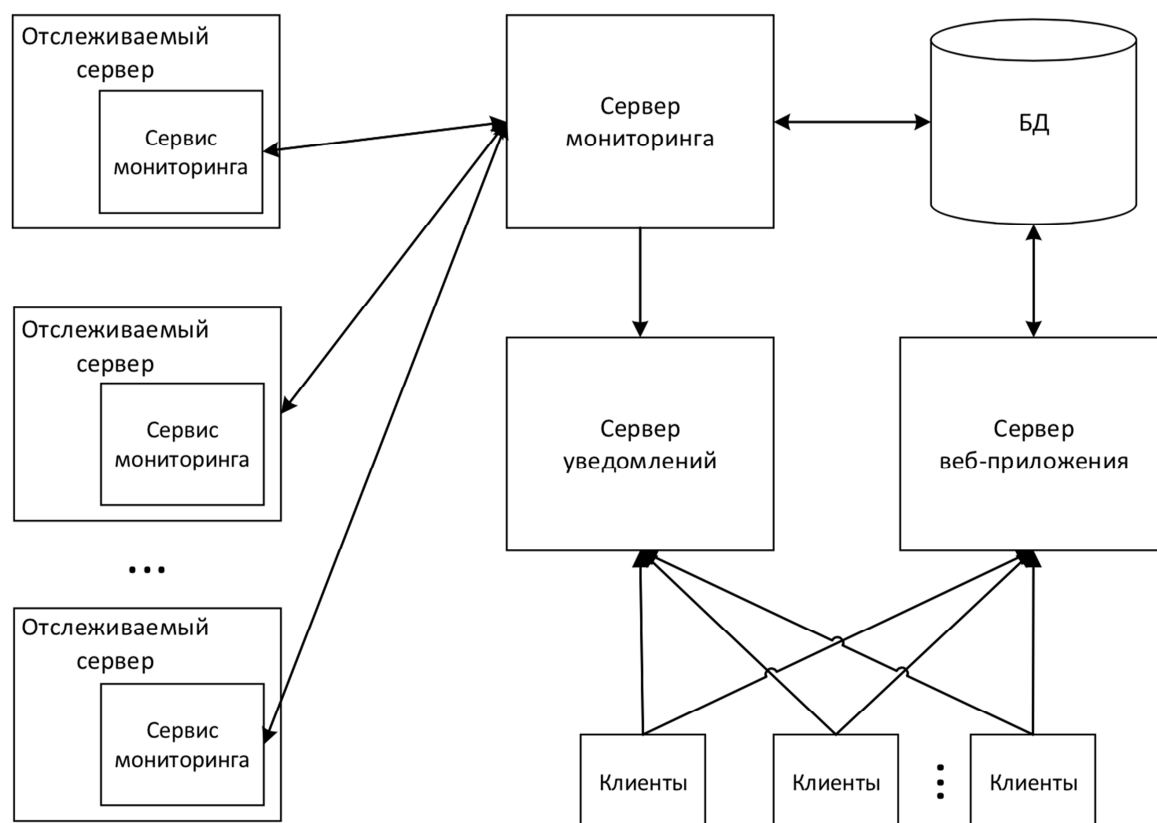 Отслеживаемый
сервер
Сервис
мониторинга
Сервер
мониторинга
БД
Отслеживаемый
сервер
Сервис
мониторинга
Сервер
уведомлений
Сервер
веб-приложения
...
Отслеживаемый
сервер
Сервис
мониторинга
Клиенты
Клиенты
...
Клиенты